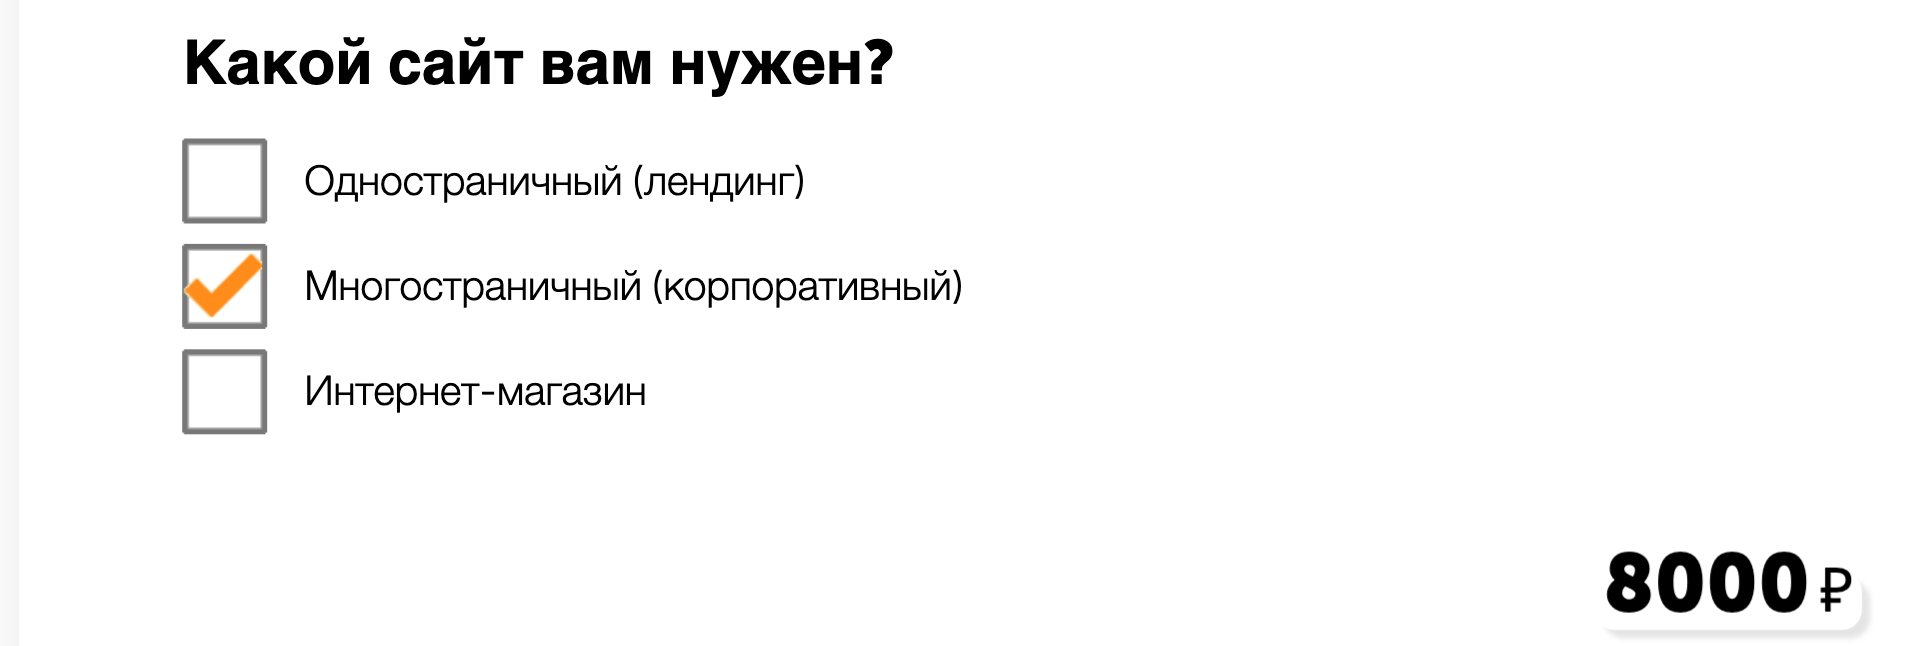 Какой сайт вам нужен?
Одностраничный (лендинг)
Многостраничный (корпоративный)
Интернет-магазин
8000 ₽